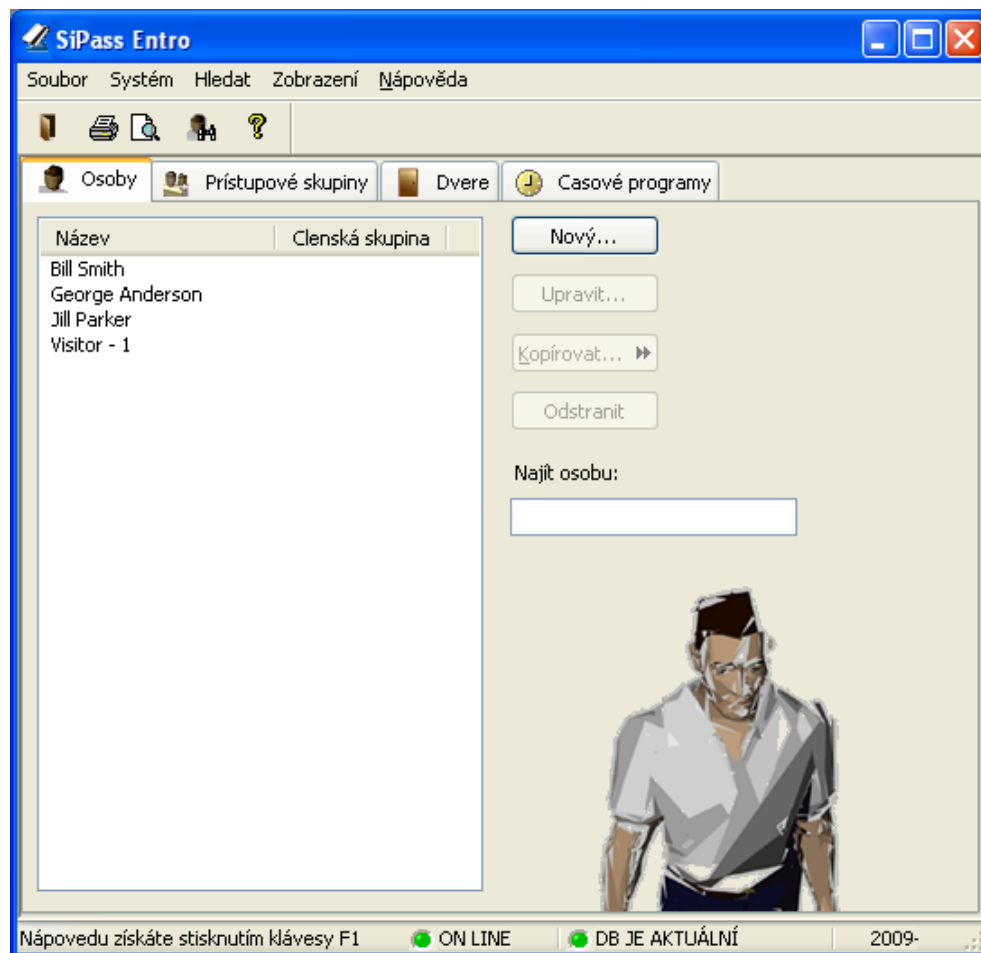 SiPass Entro
Soubor Systém Hledat Zobrazení Nápověda
Osoby Prístupové skupiny Dvere Casové programy
Název Clenská skupina
Bill Smith
George Anderson
Jill Parker
Visitor - 1
Nový...
Upravit...
Kopírovat...
Odstranit
Najít osobu:
Nápovedu získáte stisknutím klávesy F1 ON LINE DB JE AKTUÁLNÍ 2009-